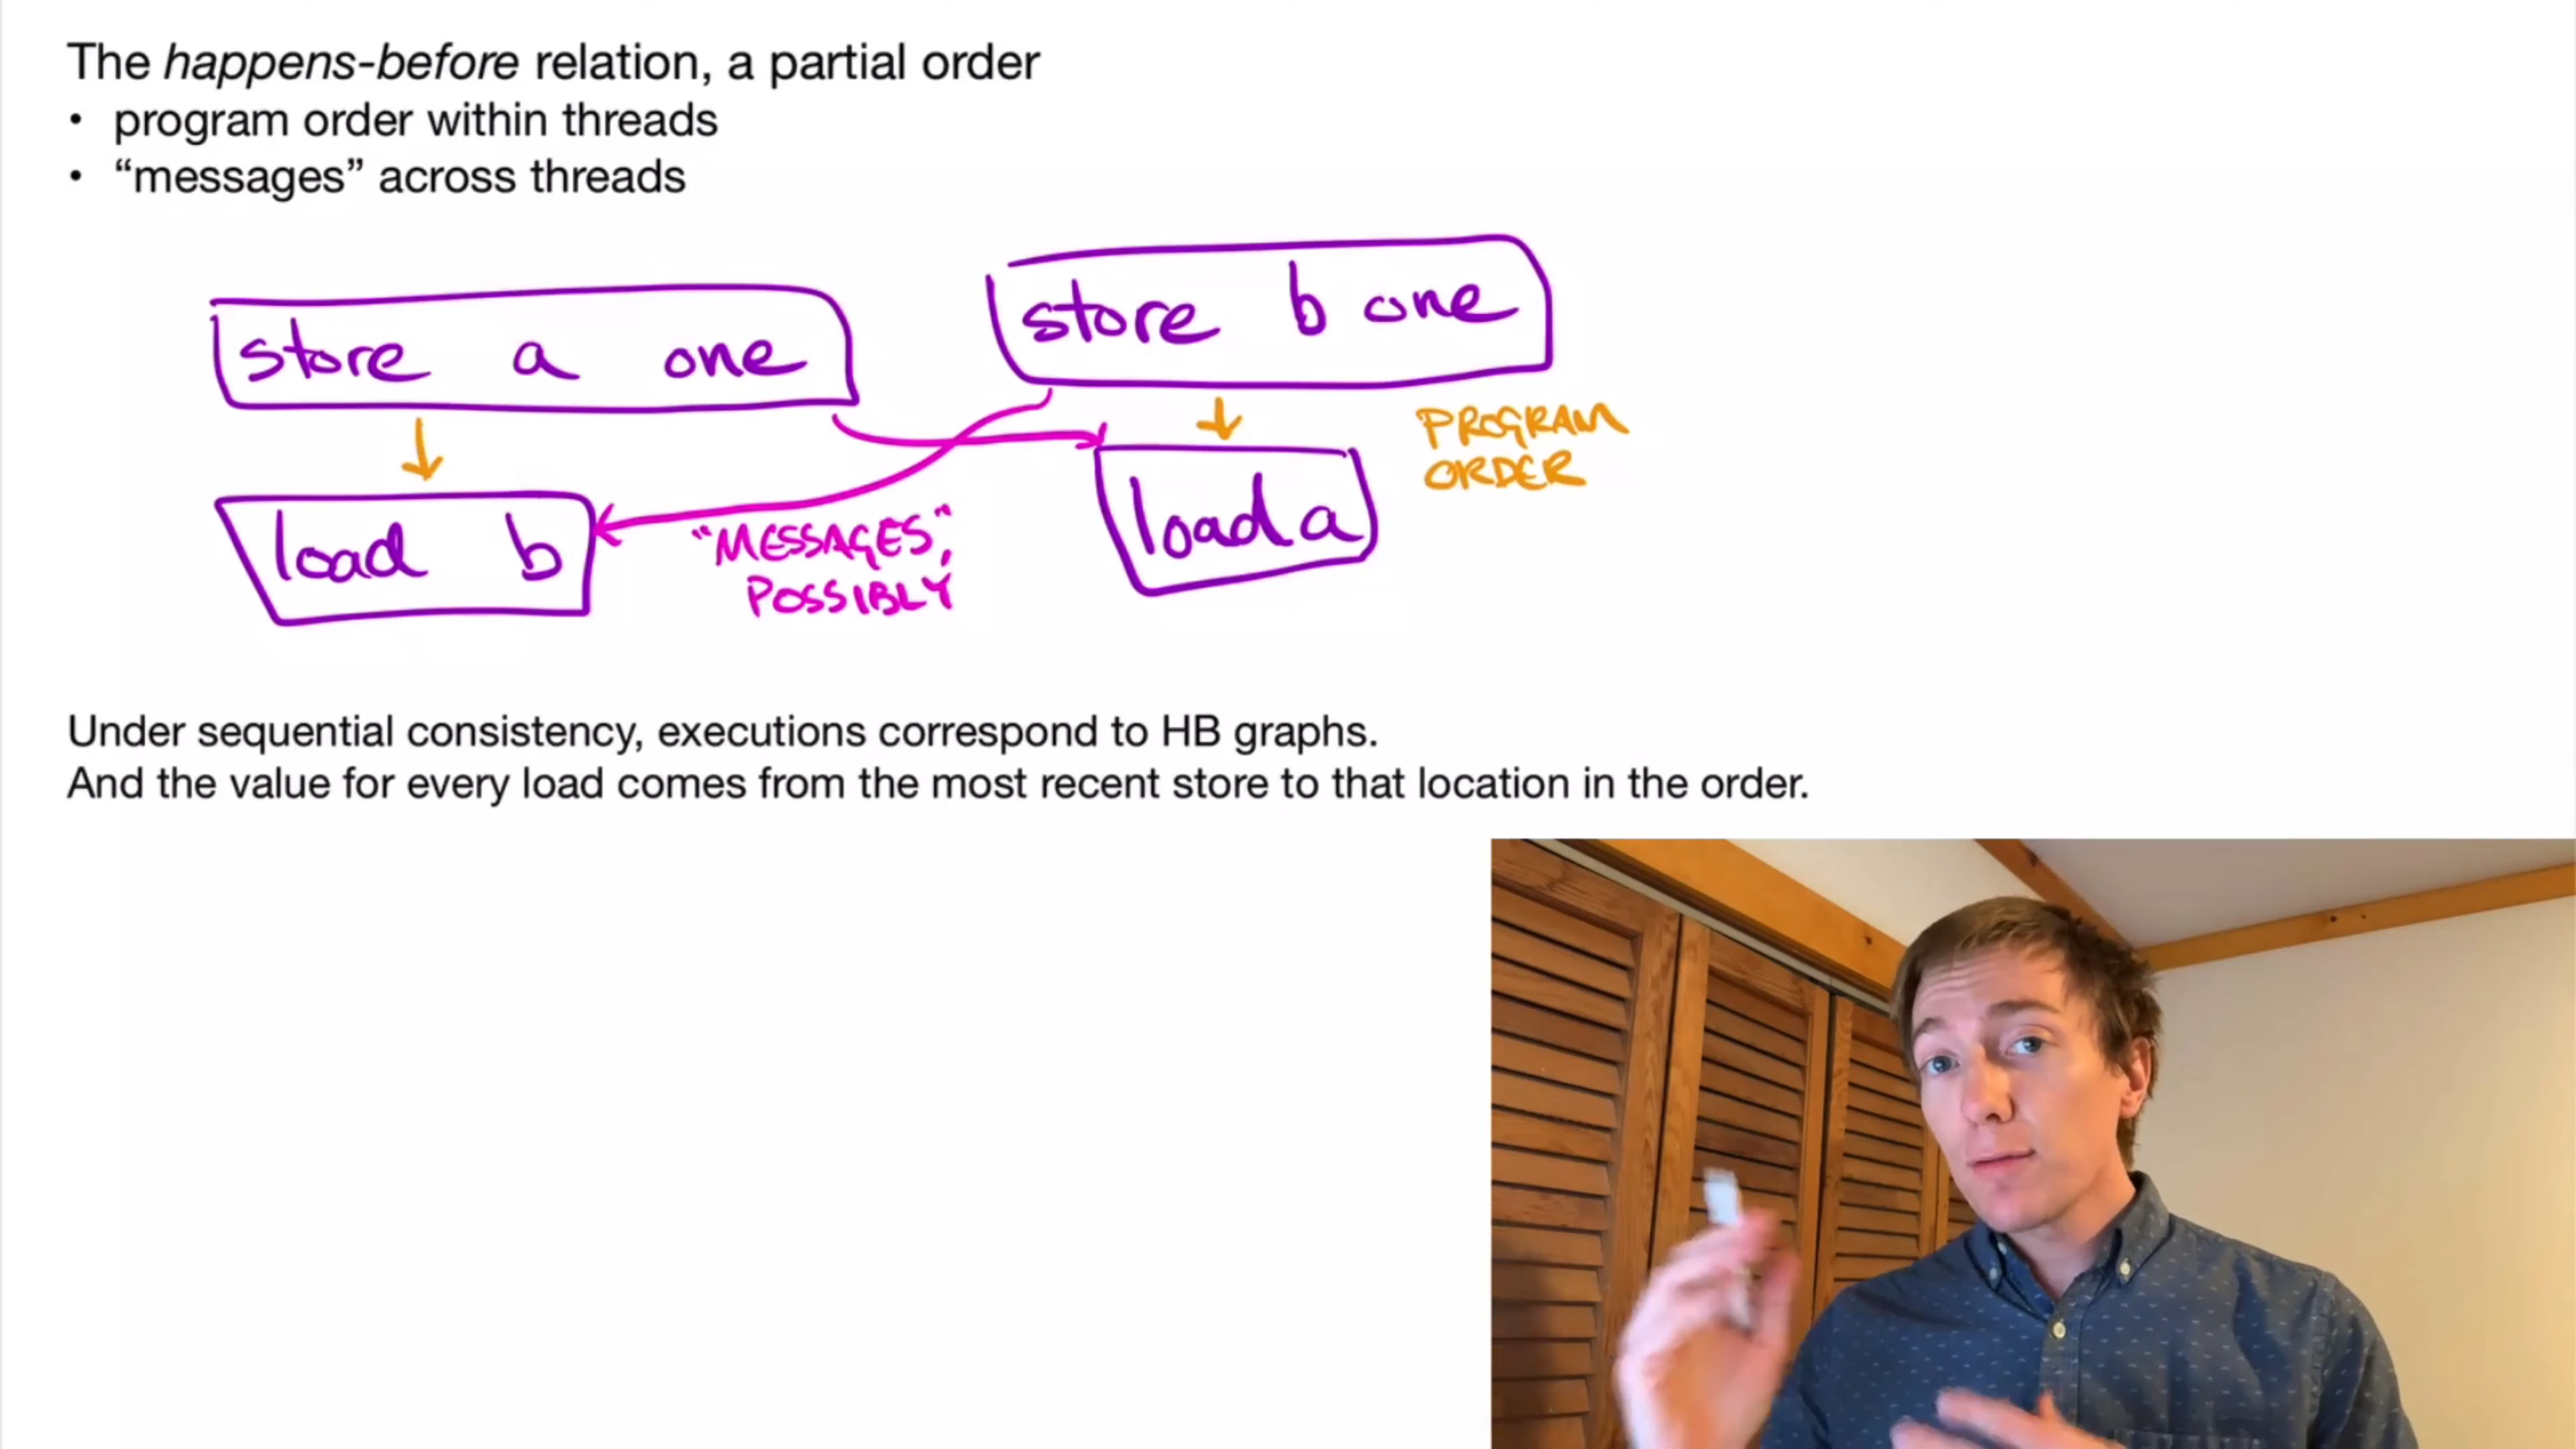 The happens-before relation, a partial order
• program order within threads
• “messages” across threads
store a one
store b one
PROGRAM
ORDER
load b
"MESSAGES,"
POSSIBLY
load a
Under sequential consistency, executions correspond to HB graphs.
And the value for every load comes from the most recent store to that location in the order.